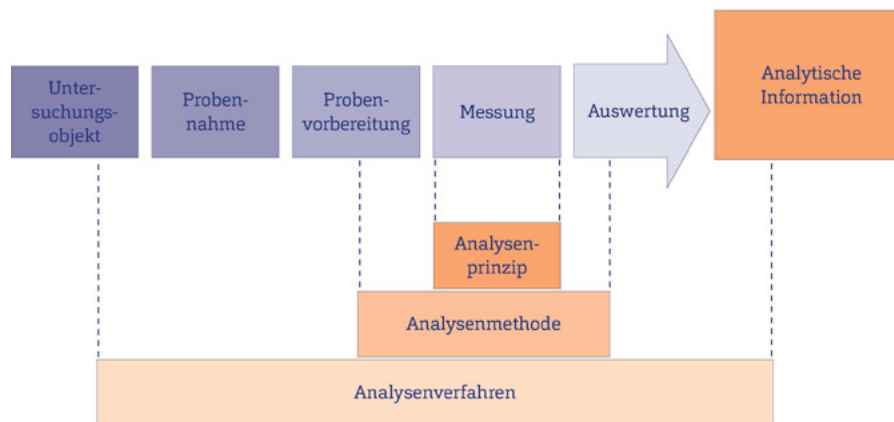 Unter-
suchungs-
objekt
Proben-
nahme
Proben-
vorbereitung
Messung
Auswertung
Analytische
Information
Analysen-
prinzip
Analysenmethode
Analysenverfahren